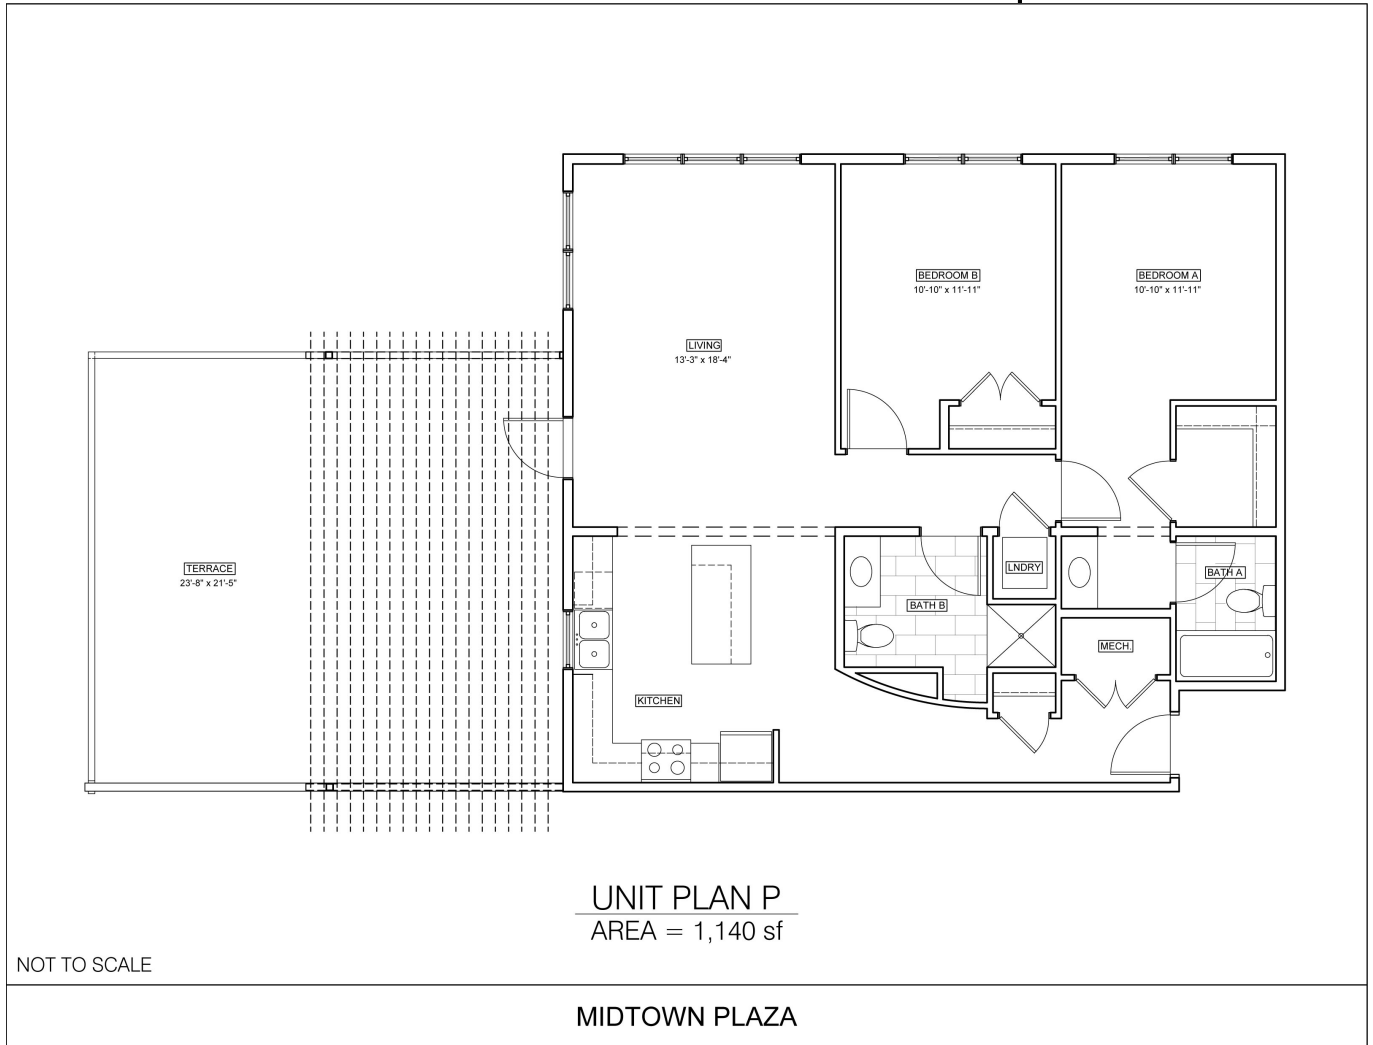 BEDROOM B
10'-10" x 11'-11"
BEDROOM A
10'-10" x 11'-11"
LIVING
13'-3" x 18'-4"
TERRACE
23'-8" x 21'-5"
LNDRY
BATH A
BATH B
MECH.
KITCHEN
UNIT PLAN P
AREA = 1,140 sf
NOT TO SCALE
MIDTOWN PLAZA